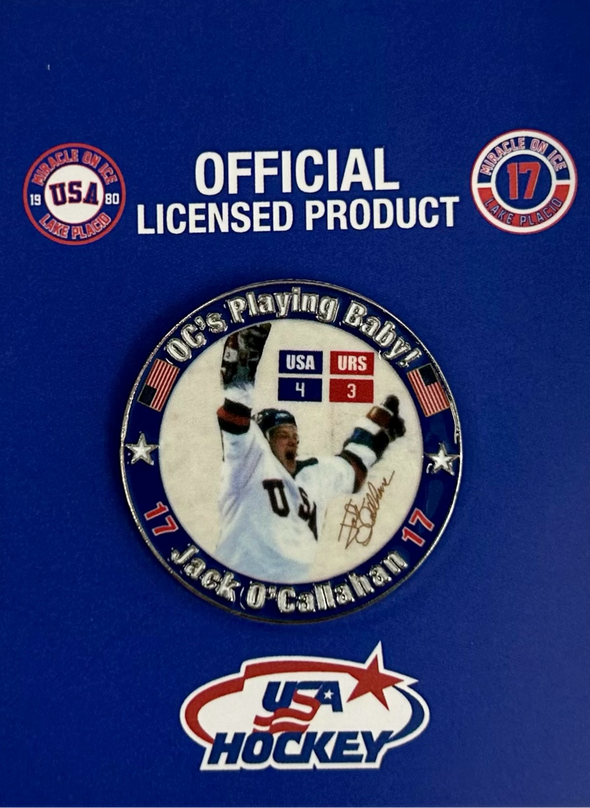 MIRACLE ON ICE
19 USA 80
LAKE PLACID
OFFICIAL
LICENSED PRODUCT
MIRACLE ON ICE
17
LAKE PLACID
OC's Playing Baby!
USA URS
4 3
U S
17 Jack O'Callahan 17
USA
HOCKEY